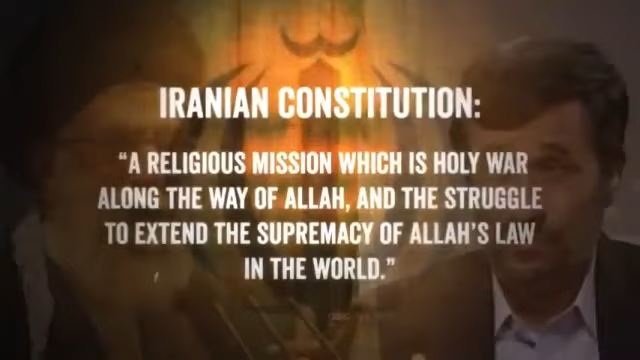 IRANIAN CONSTITUTION:
“A RELIGIOUS MISSION WHICH IS HOLY WAR
ALONG THE WAY OF ALLAH, AND THE STRUGGLE
TO EXTEND THE SUPREMACY OF ALLAH’S LAW
IN THE WORLD.”